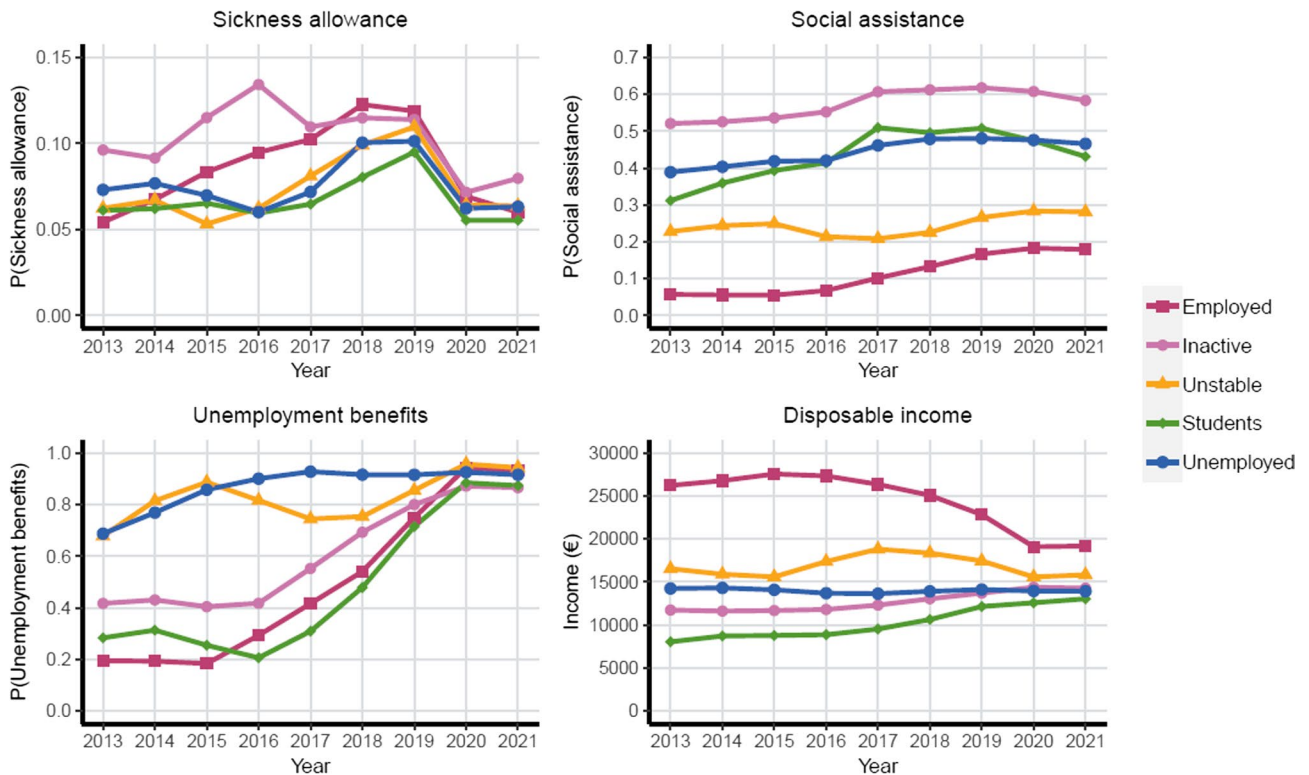 Sickness allowance
P(Sickness allowance)
0.15
0.10
0.05
0.00
2013 2014 2015 2016 2017 2018 2019 2020 2021
Year
Social assistance
P(Social assistance)
0.7
0.6
0.5
0.4
0.3
0.2
0.1
0.0
2013 2014 2015 2016 2017 2018 2019 2020 2021
Year
Unemployment benefits
P(Unemployment benefits)
1.0
0.8
0.6
0.4
0.2
0.0
2013 2014 2015 2016 2017 2018 2019 2020 2021
Year
Disposable income
Income (€)
30000
25000
20000
15000
10000
5000
0
2013 2014 2015 2016 2017 2018 2019 2020 2021
Year
Employed
Inactive
Unstable
Students
Unemployed